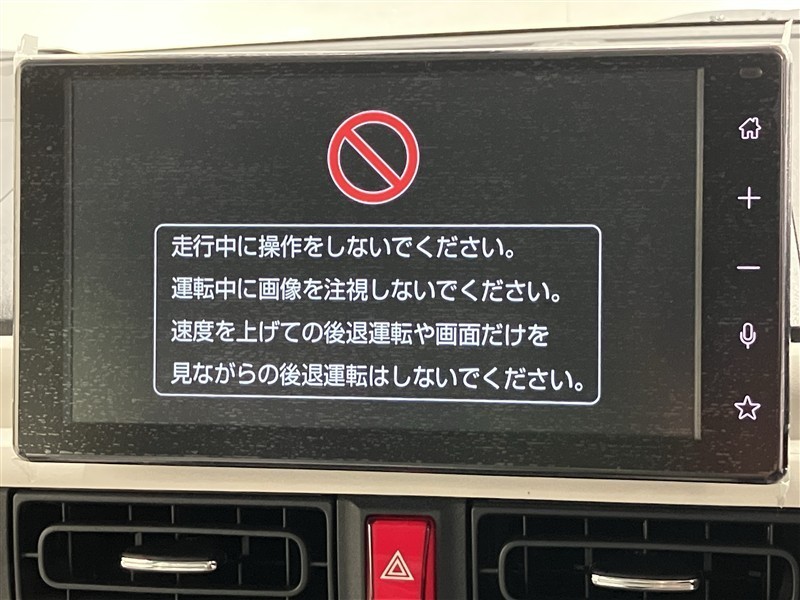 走行中に操作をしないでください。
運転中に画像を注視しないでください。
速度を上げての後退運転や画面だけを
見ながらの後退運転はしないでください。